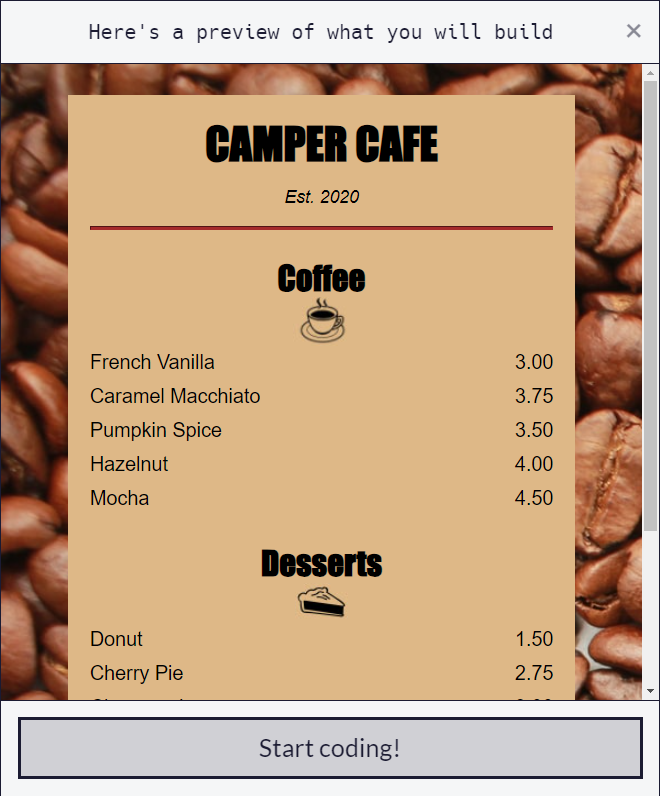 Here's a preview of what you will build
×
CAMPER CAFE
Est. 2020
Coffee
French Vanilla 3.00
Caramel Macchiato 3.75
Pumpkin Spice 3.50
Hazelnut 4.00
Mocha 4.50
Desserts
Donut 1.50
Cherry Pie 2.75
Start coding!